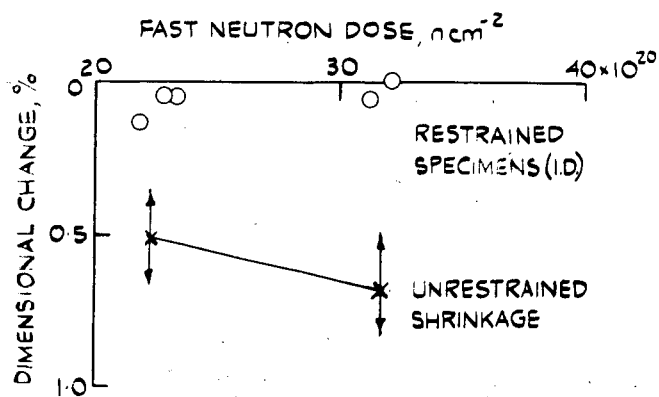 FAST NEUTRON DOSE, n cm⁻²
20 30 40×10²⁰
0
DIMENSIONAL CHANGE, %
RESTRAINED
SPECIMENS (I.D.)
0.5
UNRESTRAINED
SHRINKAGE
1.0